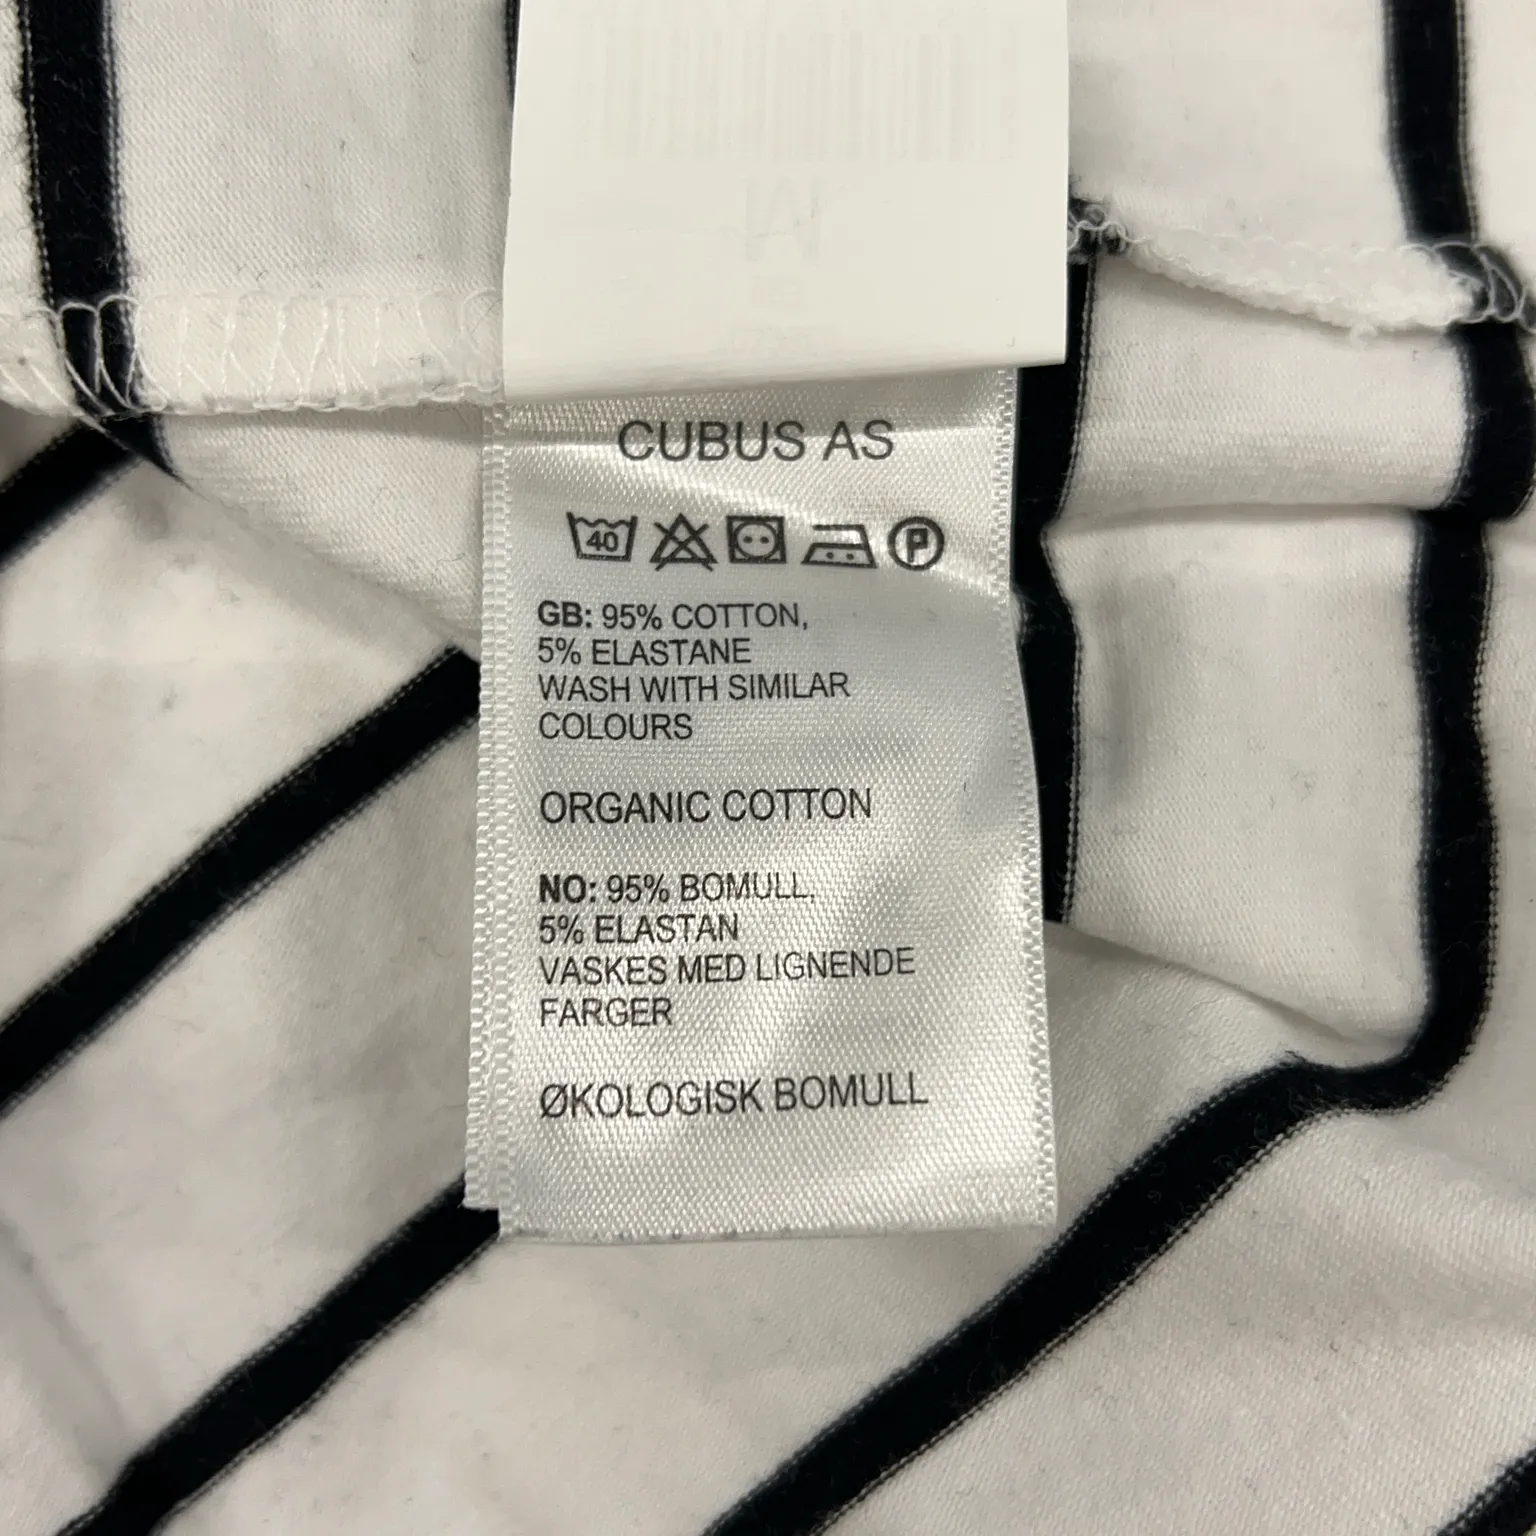 CUBUS AS
40 P
GB: 95% COTTON,
5% ELASTANE
WASH WITH SIMILAR
COLOURS
ORGANIC COTTON
NO: 95% BOMULL,
5% ELASTAN
VASKES MED LIGNENDE
FARGER
ØKOLOGISK BOMULL